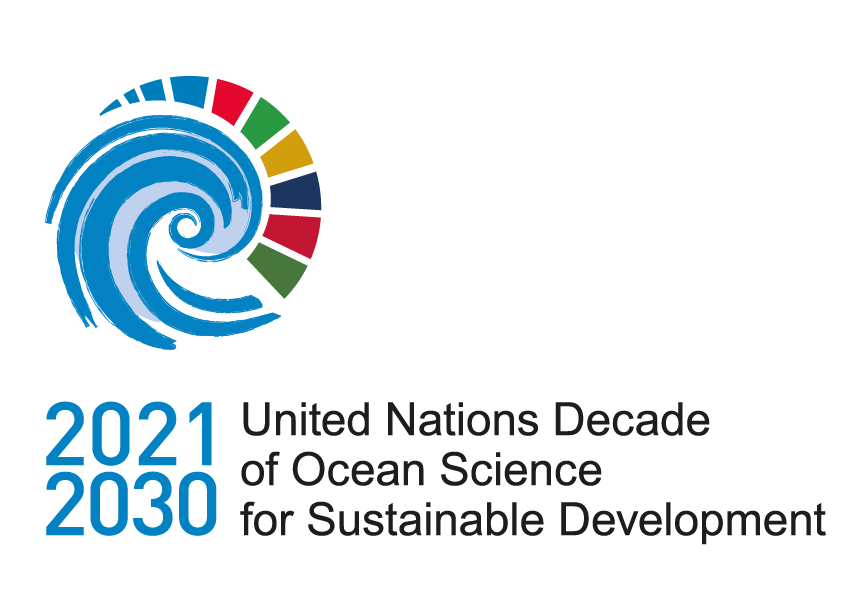 2021
2030
United Nations Decade
of Ocean Science
for Sustainable Development